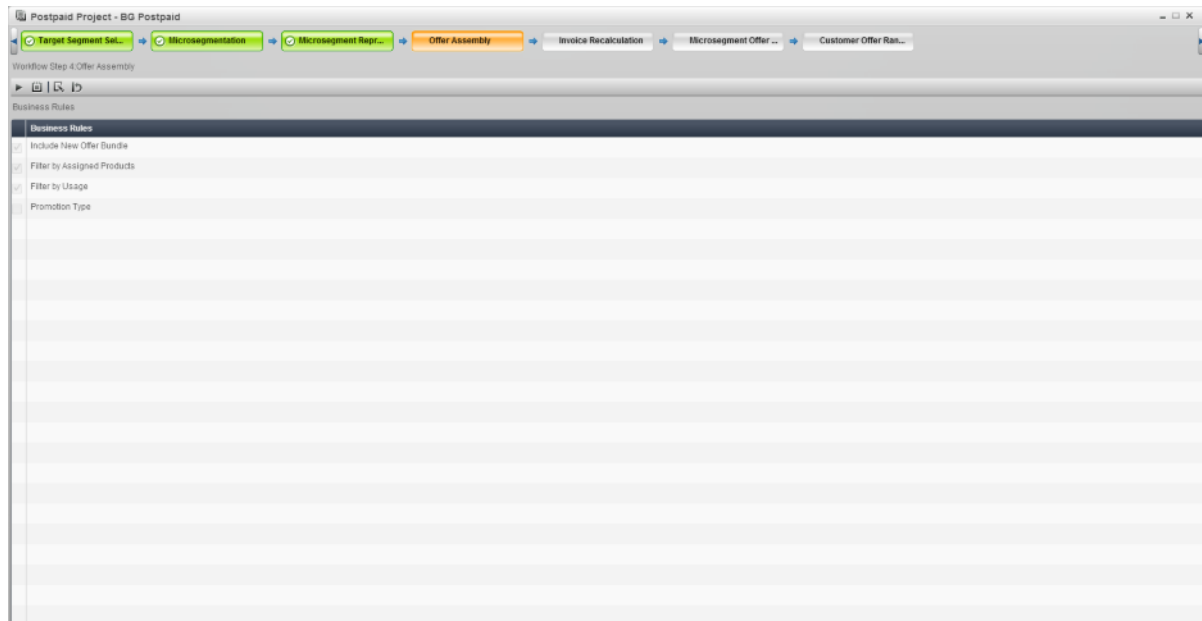 Postpaid Project - BG Postpaid
Target Segment Sel... Microsegmentation Microsegment Repr... Offer Assembly Invoice Recalculation Microsegment Offer ... Customer Offer Ran...
Workflow Step 4:Offer Assembly
Business Rules
Business Rules
Include New Offer Bundle
Filter by Assigned Products
Filter by Usage
Promotion Type